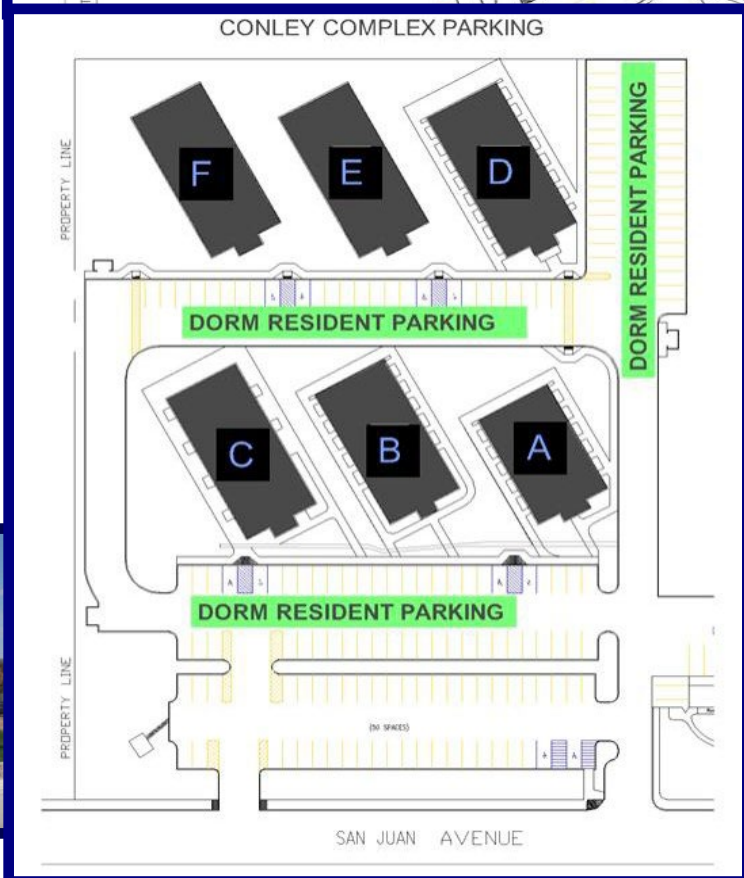 CONLEY COMPLEX PARKING
PROPERTY LINE
F
E
D
DORM RESIDENT PARKING
DORM RESIDENT PARKING
C
B
A
DORM RESIDENT PARKING
PROPERTY LINE
(50 SPACES)
SAN JUAN AVENUE